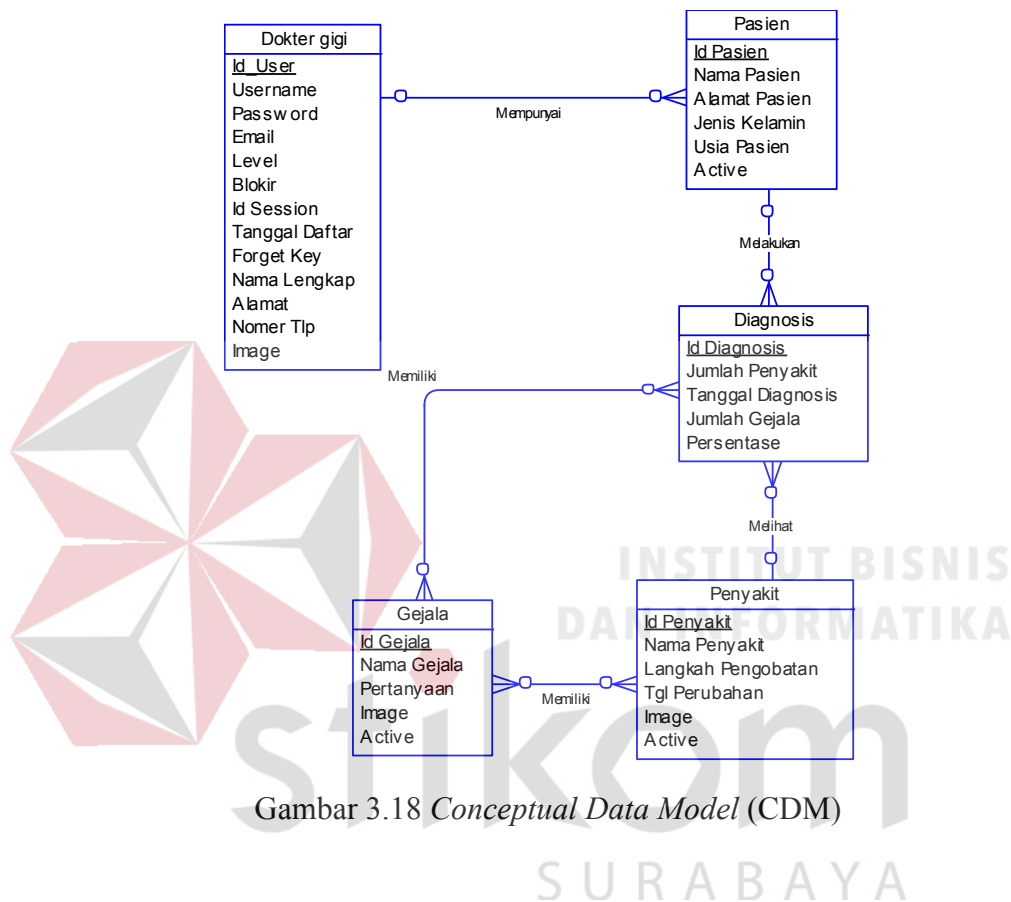 Dokter gigi
Id_User
Username
Password
Email
Level
Blokir
Id Session
Tanggal Daftar
Forget Key
Nama Lengkap
Alamat
Nomer Tlp
Image
Mempunyai
Pasien
Id Pasien
Nama Pasien
Alamat Pasien
Jenis Kelamin
Usia Pasien
Active
Melakukan
Diagnosis
Id Diagnosis
Jumlah Penyakit
Tanggal Diagnosis
Jumlah Gejala
Persentase
Memiliki
Melihat
INSTITUT BISNIS
DAN INFORMATIKA
Gejala
Id Gejala
Nama Gejala
Pertanyaan
Image
Active
Memiliki
Penyakit
Id Penyakit
Nama Penyakit
Langkah Pengobatan
Tgl Perubahan
Image
Active
stikom
Gambar 3.18 Conceptual Data Model (CDM)
SURABAYA